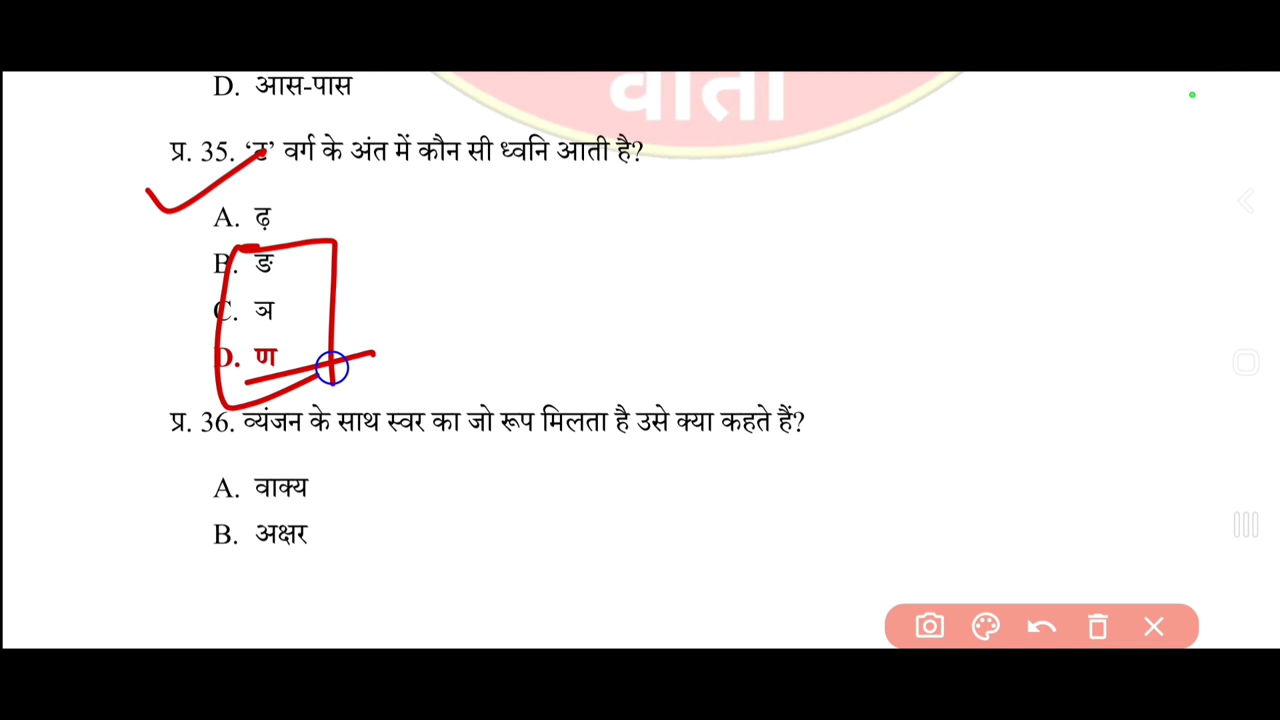 वार्ता
D. आस-पास
प्र. 35. ‘ट’ वर्ग के अंत में कौन सी ध्वनि आती है?
A. ढ़
B. ङ
C. ञ
D. ण
प्र. 36. व्यंजन के साथ स्वर का जो रूप मिलता है उसे क्या कहते हैं?
A. वाक्य
B. अक्षर